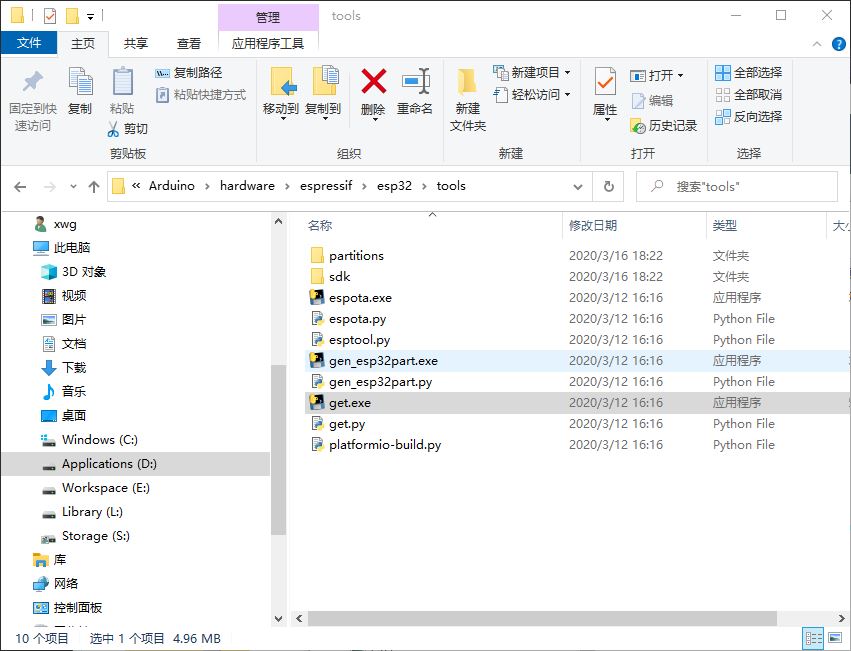 管理
tools
文件
主页
共享
查看
应用程序工具
固定到快
速访问
复制
粘贴
复制路径
粘贴快捷方式
剪切
剪贴板
移动到
复制到
删除
重命名
组织
新建
文件夹
新建项目
轻松访问
新建
属性
打开
编辑
历史记录
打开
全部选择
全部取消
反向选择
选择
« Arduino › hardware › espressif › esp32 › tools
搜索"tools"
xwg
此电脑
3D 对象
视频
图片
文档
下载
音乐
桌面
Windows (C:)
Applications (D:)
Workspace (E:)
Library (L:)
Storage (S:)
库
网络
控制面板
名称 修改日期 类型
partitions 2020/3/16 18:22 文件夹
sdk 2020/3/16 18:22 文件夹
espota.exe 2020/3/12 16:16 应用程序
espota.py 2020/3/12 16:16 Python File
esptool.py 2020/3/12 16:16 Python File
gen_esp32part.exe 2020/3/12 16:16 应用程序
gen_esp32part.py 2020/3/12 16:16 Python File
get.exe 2020/3/12 16:16 应用程序
get.py 2020/3/12 16:16 Python File
platformio-build.py 2020/3/12 16:16 Python File
10 个项目 选中 1 个项目 4.96 MB